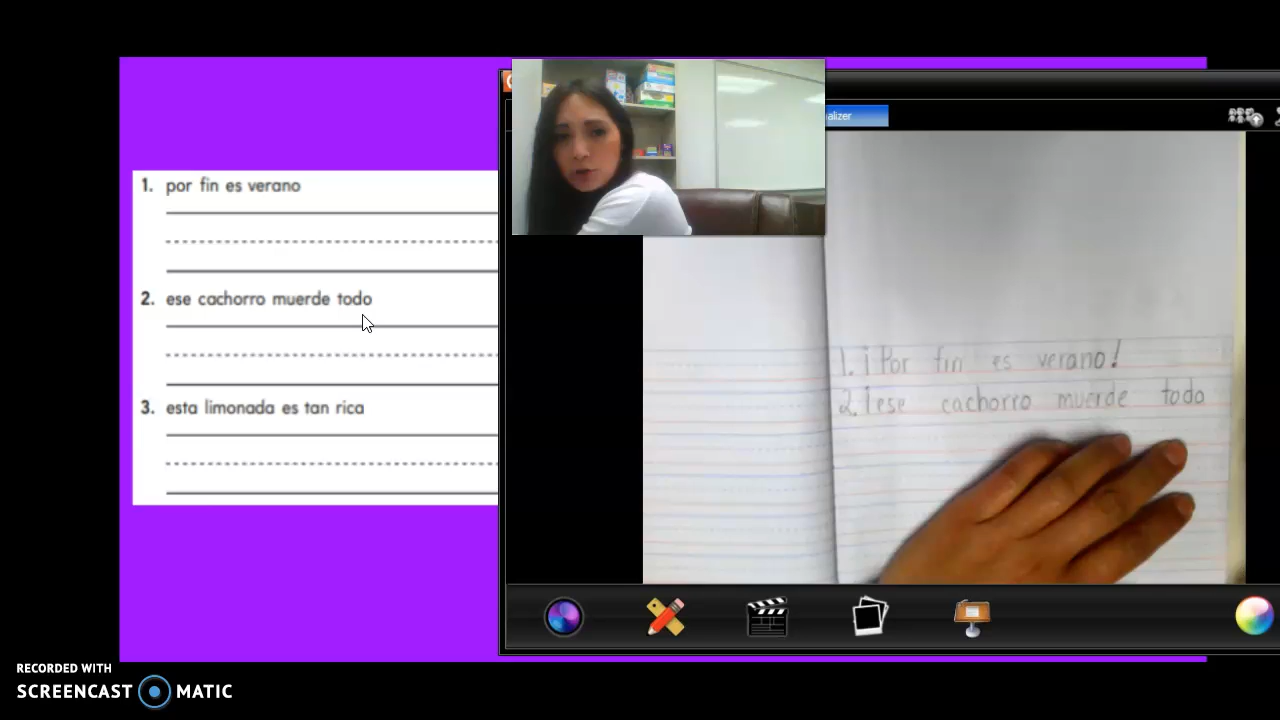 1. por fin es verano
2. ese cachorro muerde todo
3. esta limonada es tan rica
alizer
1. ¡Por fin es verano!
2. ¡ese cachorro muerde todo
RECORDED WITH
SCREENCAST MATIC